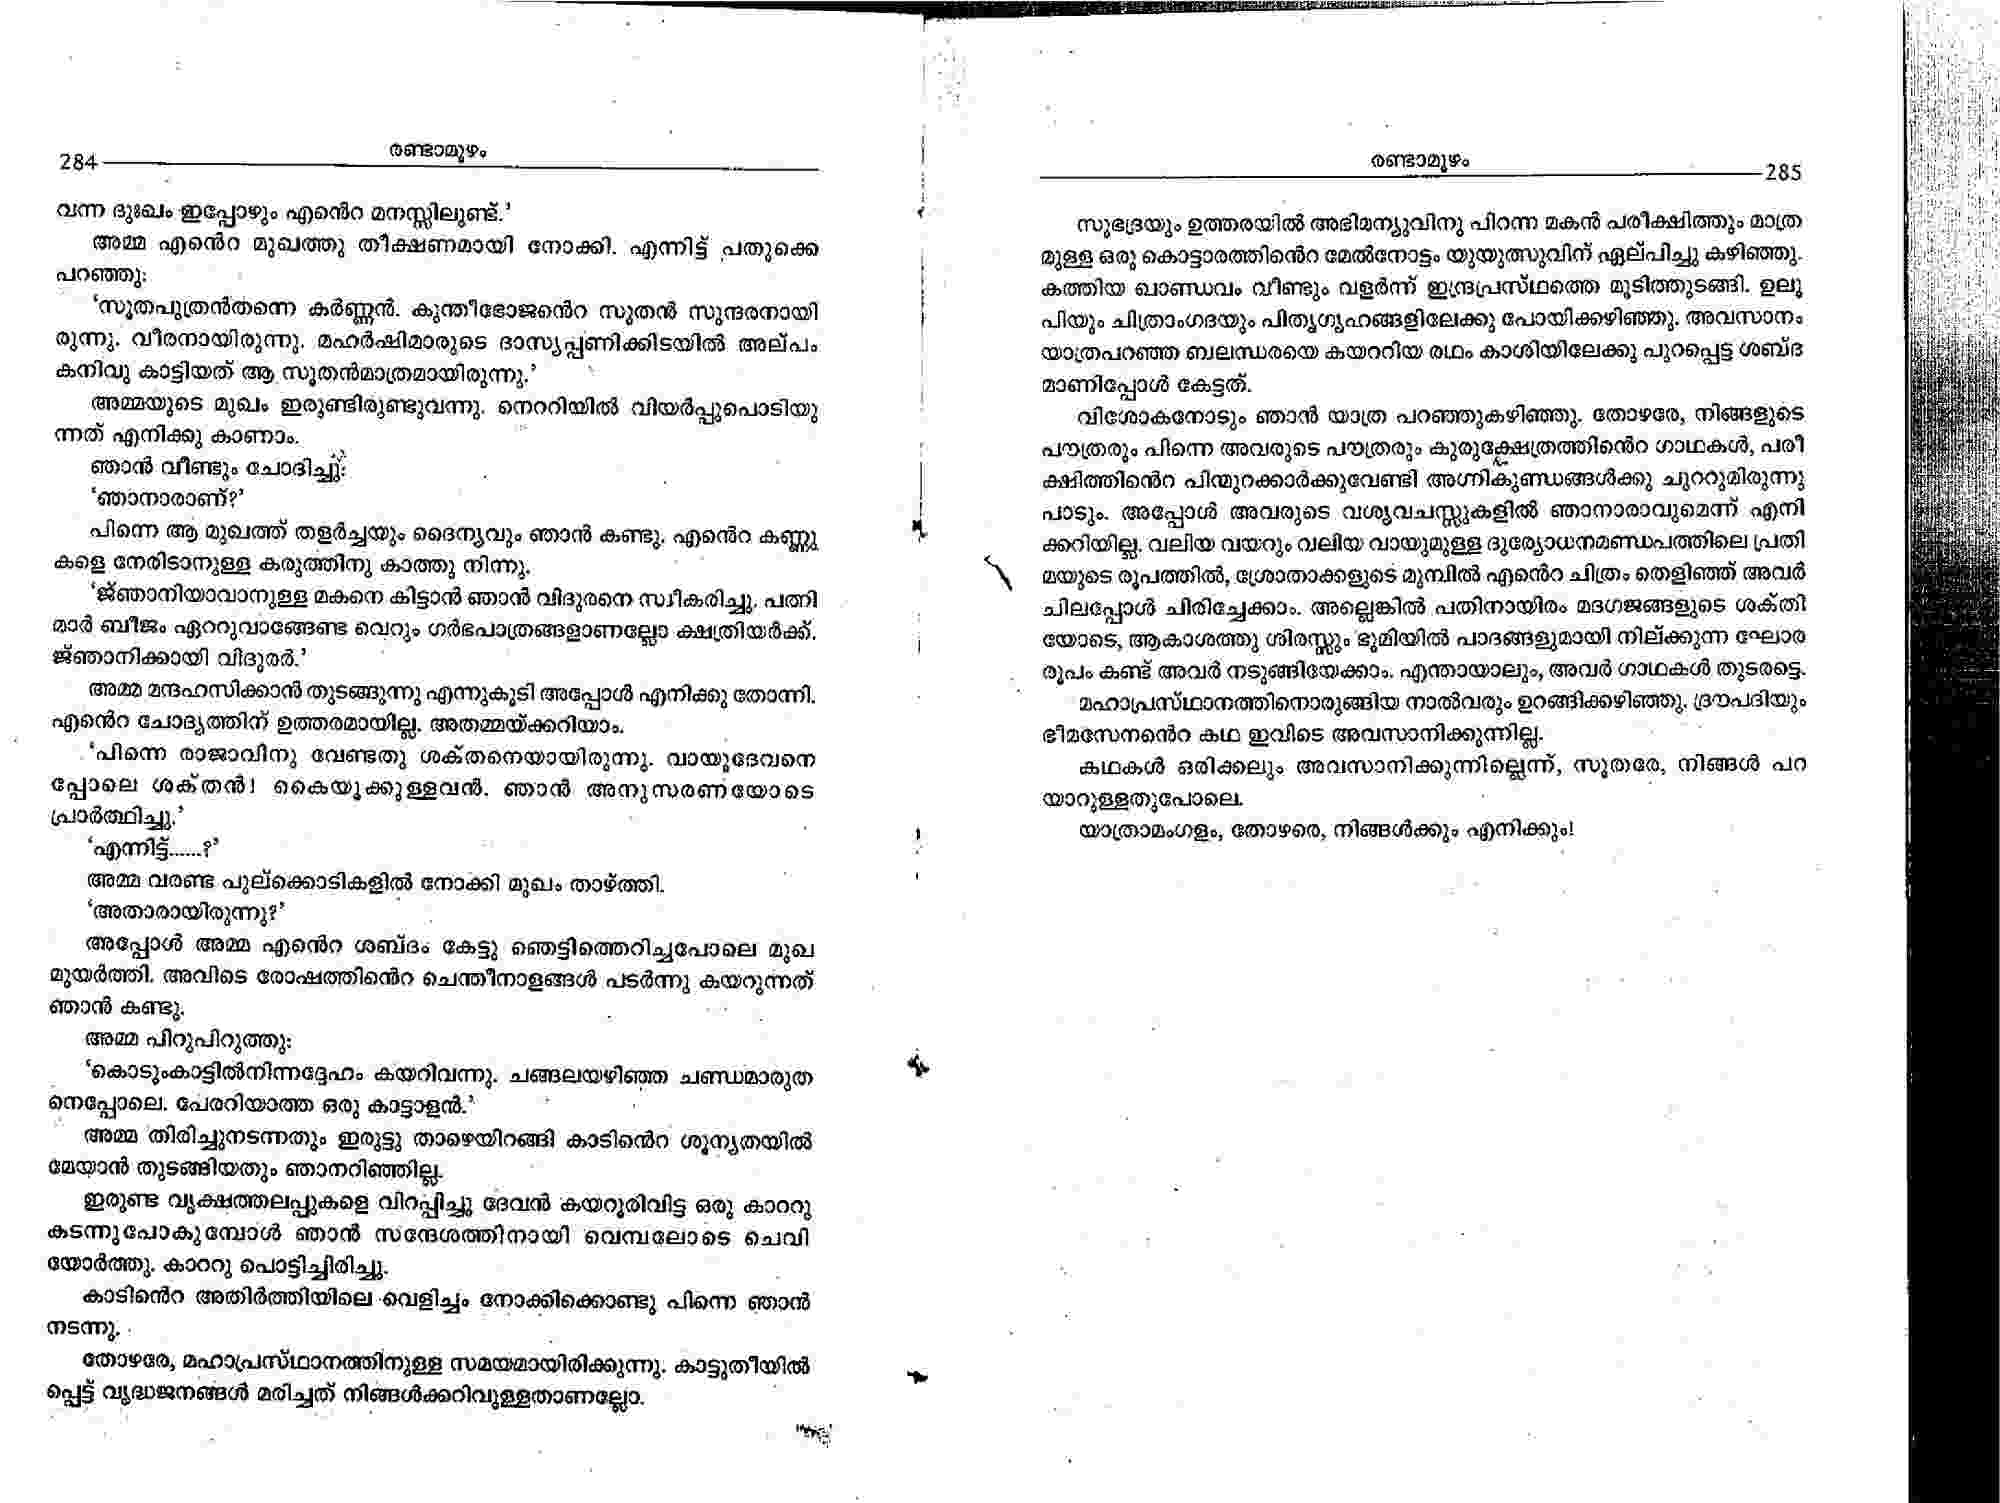 284
രണ്ടാമൂഴം
വന്ന ദുഃഖം ഇപ്പോഴും എൻെറ മനസ്സിലുണ്ട്.’
അമ്മ എൻെറ മുഖത്തു തീക്ഷണമായി നോക്കി. എന്നിട്ട് പതുക്കെ
പറഞ്ഞു:
‘സൂതപുത്രൻതന്നെ കർണ്ണൻ. കുന്തീഭോജൻെറ സൂതൻ സുന്ദരനായി
രുന്നു. വീരനായിരുന്നു. മഹർഷിമാരുടെ ദാസ്യപ്പണിക്കിടയിൽ അല്പം
കനിവു കാട്ടിയത് ആ സൂതൻമാത്രമായിരുന്നു.’
അമ്മയുടെ മുഖം ഇരുണ്ടിരുണ്ടുവന്നു. നെററിയിൽ വിയർപ്പുപൊടിയു
ന്നത് എനിക്കു കാണാം.
ഞാൻ വീണ്ടും ചോദിച്ചു:
‘ഞാനാരാണ്?’
പിന്നെ ആ മുഖത്ത് തളർച്ചയും ദൈന്യവും ഞാൻ കണ്ടു. എൻെറ കണ്ണു
കളെ നേരിടാനുള്ള കരുത്തിനു കാത്തു നിന്നു.
‘ജ്ഞാനിയാവാനുള്ള മകനെ കിട്ടാൻ ഞാൻ വിദുരനെ സ്വീകരിച്ചു. പത്നി
മാർ ബീജം ഏററുവാങ്ങേണ്ട വെറും ഗർഭപാത്രങ്ങളാണല്ലോ ക്ഷത്രിയർക്ക്.
ജ്ഞാനിക്കായി വിദുരർ.’
അമ്മ മന്ദഹസിക്കാൻ തുടങ്ങുന്നു എന്നുകൂടി അപ്പോൾ എനിക്കു തോന്നി.
എൻെറ ചോദ്യത്തിന് ഉത്തരമായില്ല. അതമ്മയ്ക്കറിയാം.
‘പിന്നെ രാജാവിനു വേണ്ടതു ശക്തനെയായിരുന്നു. വായൂദേവനെ
പ്പോലെ ശക്തൻ! കൈയൂക്കുള്ളവൻ. ഞാൻ അനുസരണയോടെ
പ്രാർത്ഥിച്ചു.’
‘എന്നിട്ട്......?’
അമ്മ വരണ്ട പുല്ക്കൊടികളിൽ നോക്കി മുഖം താഴ്ത്തി.
‘അതാരായിരുന്നു?’
അപ്പോൾ അമ്മ എൻെറ ശബ്ദം കേട്ടു ഞെട്ടിത്തെറിച്ചപോലെ മുഖ
മുയർത്തി. അവിടെ രോഷത്തിൻെറ ചെന്തീനാളങ്ങൾ പടർന്നു കയറുന്നത്
ഞാൻ കണ്ടു.
അമ്മ പിറുപിറുത്തു:
‘കൊടുംകാട്ടിൽനിന്നദ്ദേഹം കയറിവന്നു. ചങ്ങലയഴിഞ്ഞ ചണ്ഡമാരുത
നെപ്പോലെ. പേരറിയാത്ത ഒരു കാട്ടാളൻ.’
അമ്മ തിരിച്ചുനടന്നതും ഇരുട്ടു താഴെയിറങ്ങി കാടിൻെറ ശൂന്യതയിൽ
മേയാൻ തുടങ്ങിയതും ഞാനറിഞ്ഞില്ല.
ഇരുണ്ട വൃക്ഷത്തലപ്പുകളെ വിറപ്പിച്ചു ദേവൻ കയറൂരിവിട്ട ഒരു കാററു
കടന്നുപോകുമ്പോൾ ഞാൻ സന്ദേശത്തിനായി വെമ്പലോടെ ചെവി
യോർത്തു. കാററു പൊട്ടിച്ചിരിച്ചു.
കാടിൻെറ അതിർത്തിയിലെ വെളിച്ചം നോക്കിക്കൊണ്ടു പിന്നെ ഞാൻ
നടന്നു.
തോഴരേ, മഹാപ്രസ്ഥാനത്തിനുള്ള സമയമായിരിക്കുന്നു. കാട്ടുതീയിൽ
പ്പെട്ട് വൃദ്ധജനങ്ങൾ മരിച്ചത് നിങ്ങൾക്കറിവുള്ളതാണല്ലോ.
രണ്ടാമൂഴം
285
സുഭദ്രയും ഉത്തരയിൽ അഭിമന്യുവിനു പിറന്ന മകൻ പരീക്ഷിത്തും മാത്ര
മുള്ള ഒരു കൊട്ടാരത്തിൻെറ മേൽനോട്ടം യുയുത്സുവിന് ഏല്പിച്ചു കഴിഞ്ഞു.
കത്തിയ ഖാണ്ഡവം വീണ്ടും വളർന്ന് ഇന്ദ്രപ്രസ്ഥത്തെ മൂടിത്തുടങ്ങി. ഉലൂ
പിയും ചിത്രാംഗദയും പിതൃഗൃഹങ്ങളിലേക്കു പോയിക്കഴിഞ്ഞു. അവസാനം
യാത്രപറഞ്ഞ ബലന്ധരയെ കയററിയ രഥം കാശിയിലേക്കു പുറപ്പെട്ട ശബ്ദ
മാണിപ്പോൾ കേട്ടത്.
വിശോകനോടും ഞാൻ യാത്ര പറഞ്ഞുകഴിഞ്ഞു. തോഴരേ, നിങ്ങളുടെ
പൗത്രരും പിന്നെ അവരുടെ പൗത്രരും കുരുക്ഷേത്രത്തിൻെറ ഗാഥകൾ, പരീ
ക്ഷിത്തിൻെറ പിന്മുറക്കാർക്കുവേണ്ടി അഗ്നികുണ്ഡങ്ങൾക്കു ചുററുമിരുന്നു
പാടും. അപ്പോൾ അവരുടെ വശ്യവചസ്സുകളിൽ ഞാനാരാവുമെന്ന് എനി
ക്കറിയില്ല. വലിയ വയറും വലിയ വായുമുള്ള ദുര്യോധനമണ്ഡപത്തിലെ പ്രതി
മയുടെ രൂപത്തിൽ, ശ്രോതാക്കളുടെ മുമ്പിൽ എൻെറ ചിത്രം തെളിഞ്ഞ് അവർ
ചിലപ്പോൾ ചിരിച്ചേക്കാം. അല്ലെങ്കിൽ പതിനായിരം മദഗജങ്ങളുടെ ശക്തി
യോടെ, ആകാശത്തു ശിരസ്സും ഭൂമിയിൽ പാദങ്ങളുമായി നില്ക്കുന്ന ഘോര
രൂപം കണ്ട് അവർ നടുങ്ങിയേക്കാം. എന്തായാലും, അവർ ഗാഥകൾ തുടരട്ടെ.
മഹാപ്രസ്ഥാനത്തിനൊരുങ്ങിയ നാൽവരും ഉറങ്ങിക്കഴിഞ്ഞു. ദ്രൗപദിയും
ഭീമസേനൻെറ കഥ ഇവിടെ അവസാനിക്കുന്നില്ല.
കഥകൾ ഒരിക്കലും അവസാനിക്കുന്നില്ലെന്ന്, സൂതരേ, നിങ്ങൾ പറ
യാറുള്ളതുപോലെ.
യാത്രാമംഗളം, തോഴരെ, നിങ്ങൾക്കും എനിക്കും!